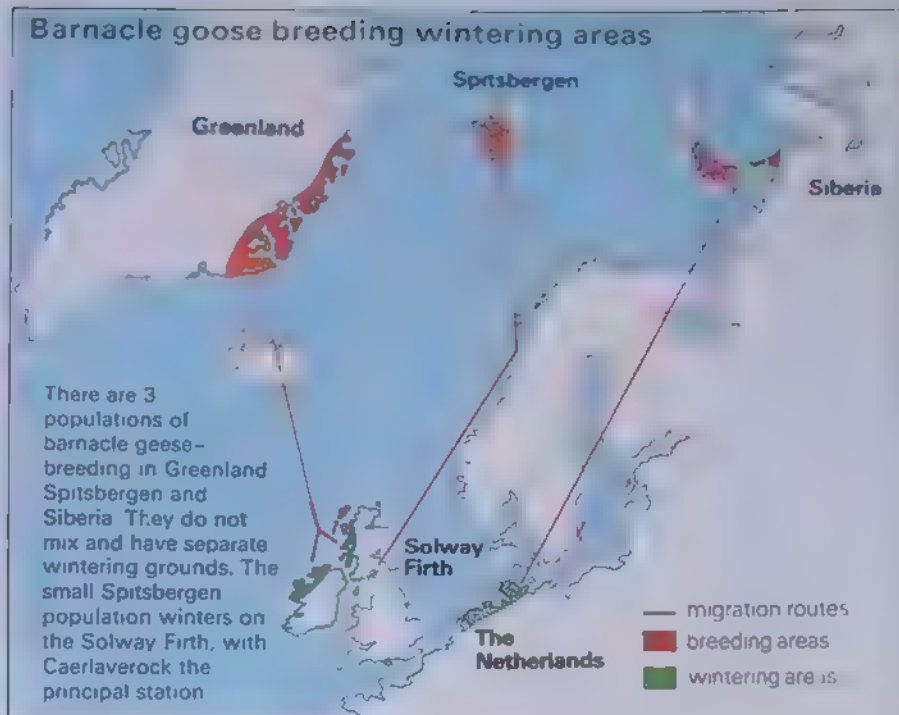 Barnacle goose breeding wintering areas
Spitsbergen
Greenland
Siberia
There are 3
populations of
barnacle geese–
breeding in Greenland
Spitsbergen and
Siberia They do not
mix and have separate
wintering grounds. The
small Spitsbergen
population winters on
the Solway Firth, with
Caerlaverock the
principal station
Solway
Firth
The
Netherlands
migration routes
breeding areas
wintering areas